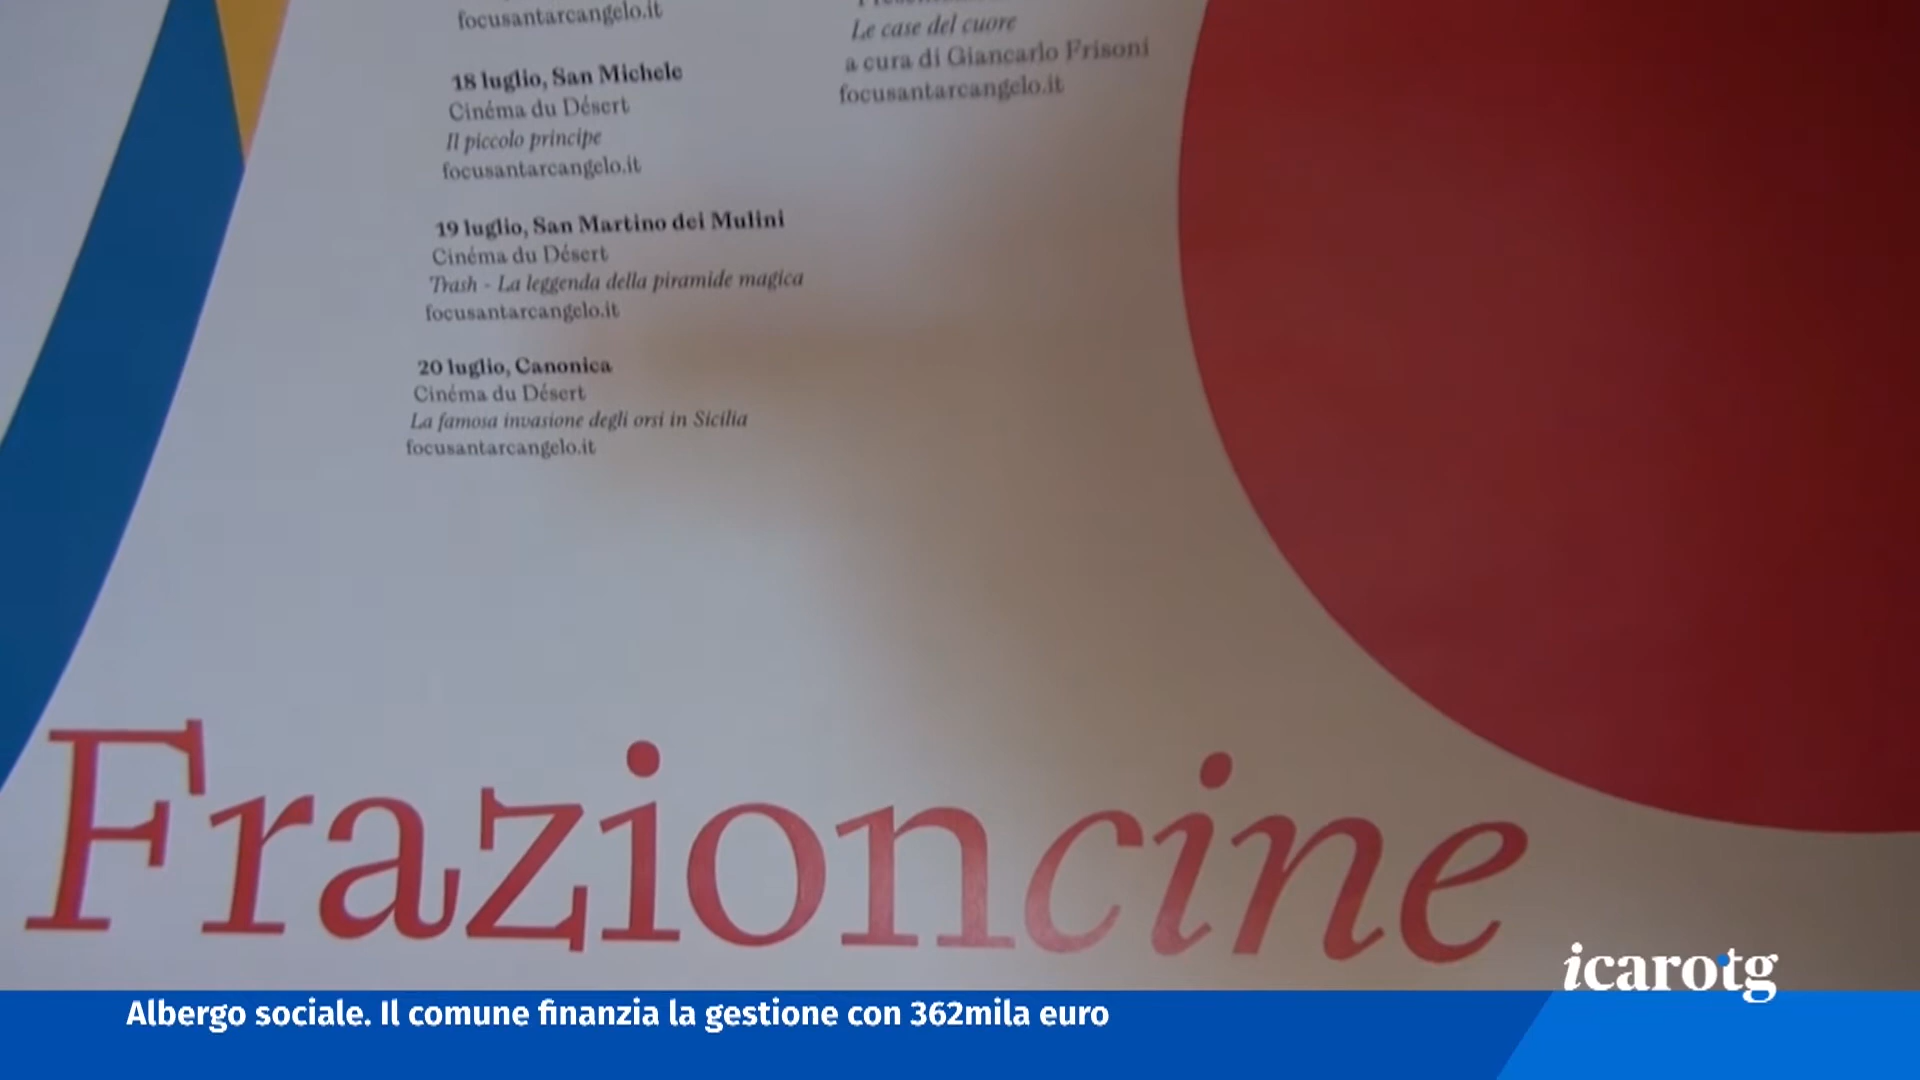 focusantarcangelo.it
18 luglio, San Michele
Cinéma du Désert
Il piccolo principe
focusantarcangelo.it
19 luglio, San Martino dei Mulini
Cinéma du Désert
Trash - La leggenda della piramide magica
focusantarcangelo.it
20 luglio, Canonica
Cinéma du Désert
La famosa invasione degli orsi in Sicilia
focusantarcangelo.it
Le case del cuore
a cura di Giancarlo Frisoni
focusantarcangelo.it
Frazioncine
icarotg
Albergo sociale. Il comune finanzia la gestione con 362mila euro